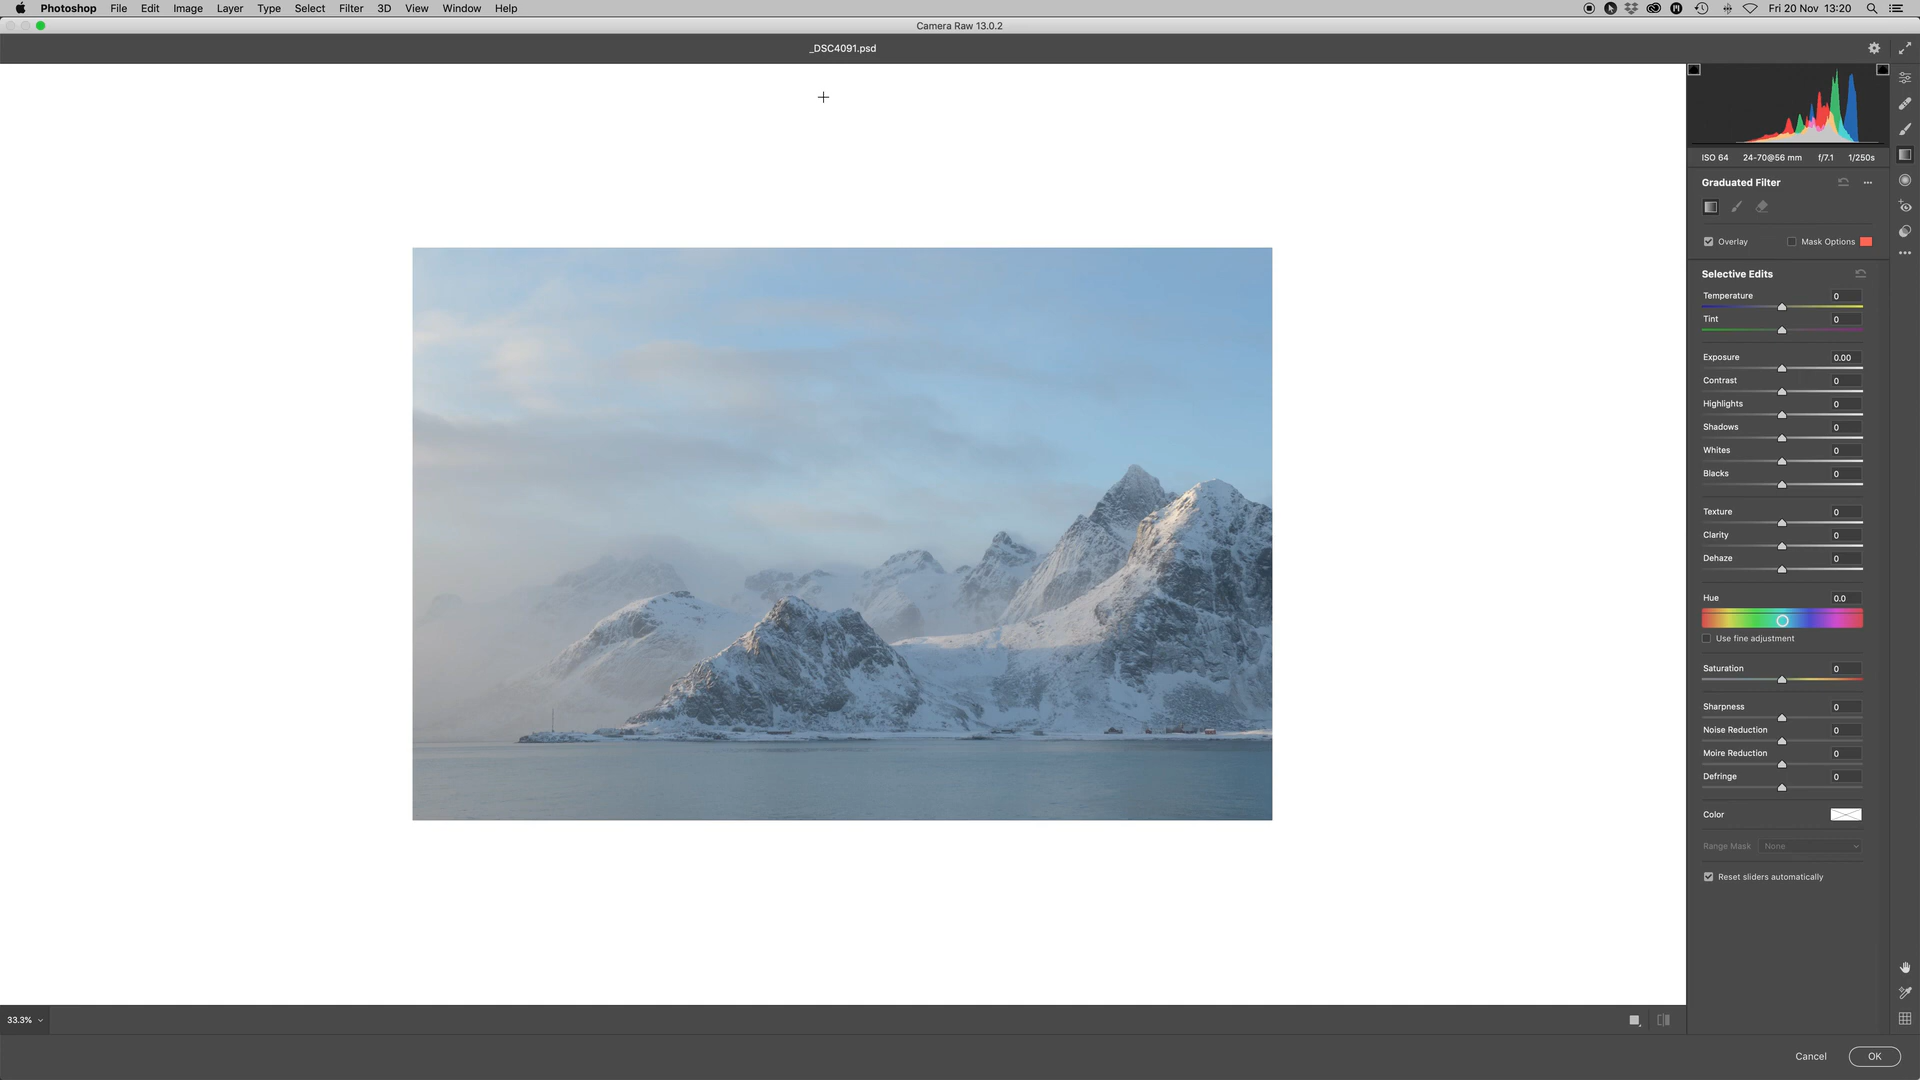 Photoshop File Edit Image Layer Type Select Filter 3D View Window Help Fri 20 Nov 13:20
Camera Raw 13.0.2
_DSC4091.psd
ISO 64 24-70@56 mm f/7.1 1/250s
Graduated Filter
Overlay Mask Options
Selective Edits
Temperature 0
Tint 0
Exposure 0.00
Contrast 0
Highlights 0
Shadows 0
Whites 0
Blacks 0
Texture 0
Clarity 0
Dehaze 0
Hue 0.0
Use fine adjustment
Saturation 0
Sharpness 0
Noise Reduction 0
Moire Reduction 0
Defringe 0
Color
Range Mask None
Reset sliders automatically
33.3%
Cancel OK